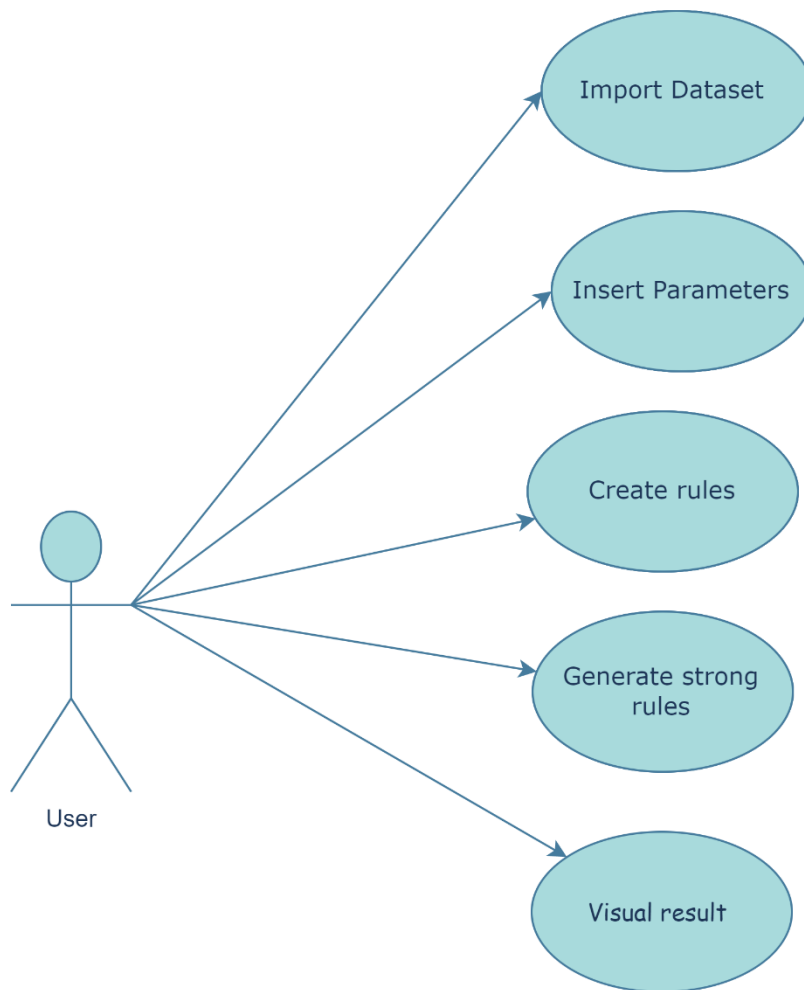 Import Dataset
Insert Parameters
Create rules
Generate strong
rules
User
Visual result